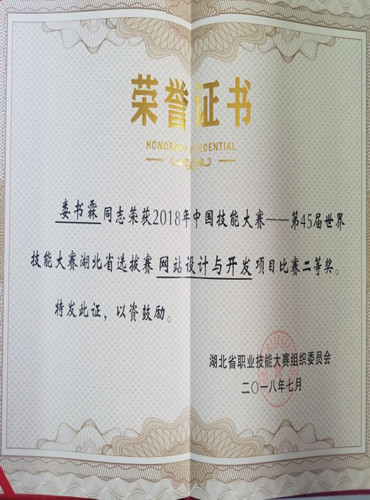 荣誉证书
HONORARY CREDENTIAL
娄书霖同志荣获2018年中国技能大赛——第45届世界
技能大赛湖北省选拔赛网站设计与开发项目比赛二等奖。
特发此证，以资鼓励。
湖北省职业技能大赛组织委员会
二〇一八年七月